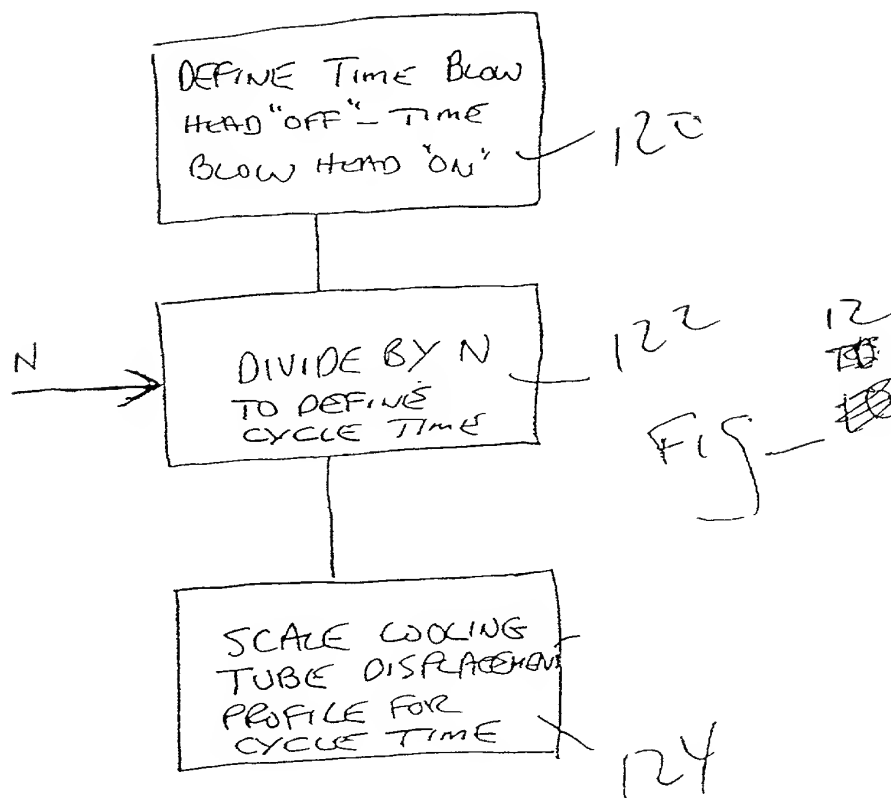 DEFINE TIME BLOW
HEAD "OFF" - TIME
BLOW HEAD "ON"
120
N
DIVIDE BY N
TO DEFINE
CYCLE TIME
122
12
FIG
SCALE COOLING
TUBE DISPLACEMENT
PROFILE FOR
CYCLE TIME
124